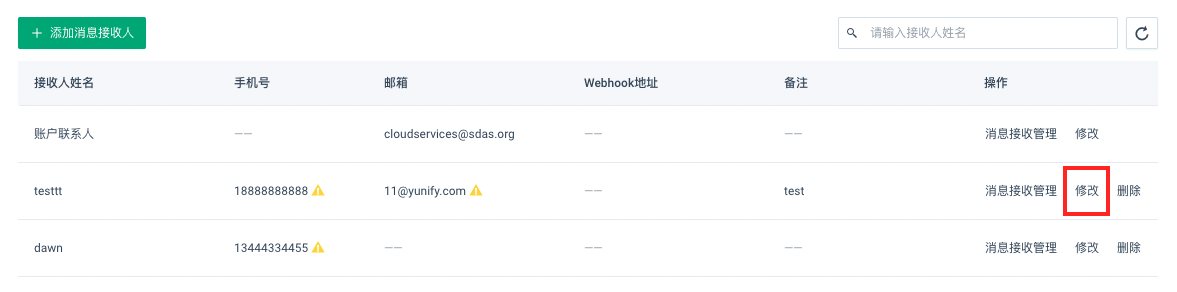 + 添加消息接收人 请输入接收人姓名
接收人姓名 手机号 邮箱 Webhook地址 备注 操作
账户联系人 —— cloudservices@sdas.org —— —— 消息接收管理 修改
testtt 18888888888 11@yunify.com —— test 消息接收管理 修改 删除
dawn 13444334455 —— —— —— 消息接收管理 修改 删除